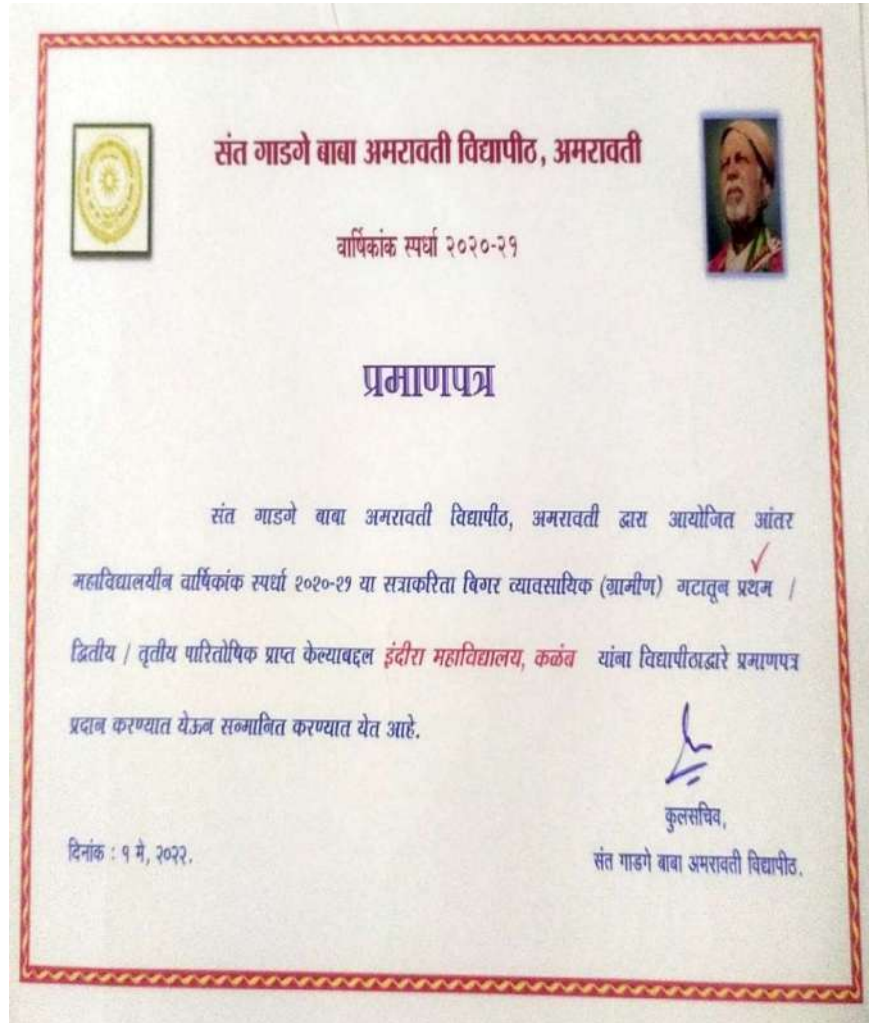 संत गाडगे बाबा अमरावती विद्यापीठ, अमरावती
वार्षिकांक स्पर्धा २०२०-२१
प्रमाणपत्र
संत गाडगे बाबा अमरावती विद्यापीठ, अमरावती द्वारा आयोजित आंतर
महाविद्यालयीन वार्षिकांक स्पर्धा २०२०-२१ या सत्राकरिता बिगर व्यावसायिक (ग्रामीण) गटातून प्रथम /
द्वितीय / तृतीय पारितोषिक प्राप्त केल्याबद्दल इंदीरा महाविद्यालय, कळंब यांना विद्यापीठाद्वारे प्रमाणपत्र
प्रदान करण्यात येऊन सन्मानित करण्यात येत आहे.
कुलसचिव,
दिनांक : १ मे, २०२२.
संत गाडगे बाबा अमरावती विद्यापीठ.